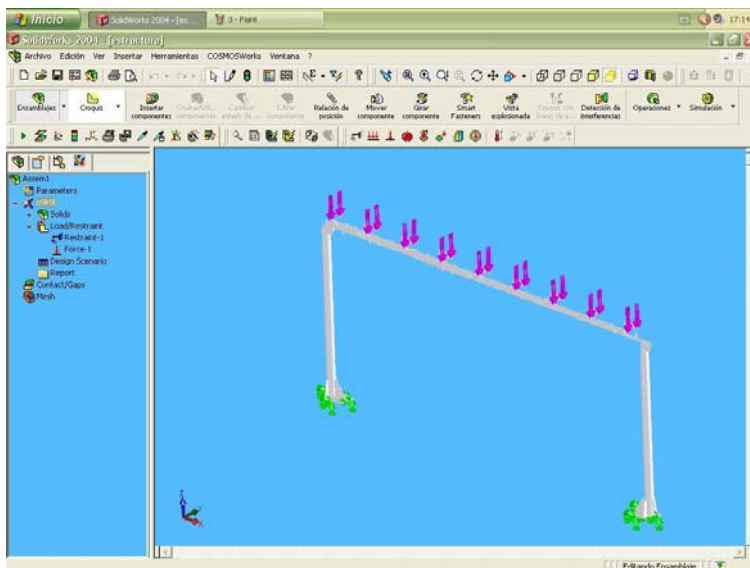 Inicio SolidWorks 2004 - [es... 3 - Paint 17:14
SolidWorks 2004 - [estructura]
Archivo Edición Ver Insertar Herramientas COSMOSWorks Ventana ?
Ensamblajes Croquis Insertar componentes Relación de posición Mover componente Girar componente Smart Fasteners Vista explosionada Detección de interferencias Operaciones Simulación
Assem1
Parameters
Solids
Load/Restraint
Restraint-1
Force-1
Design Scenario
Report
Contact/Gaps
Mesh
Editando Ensamblaje